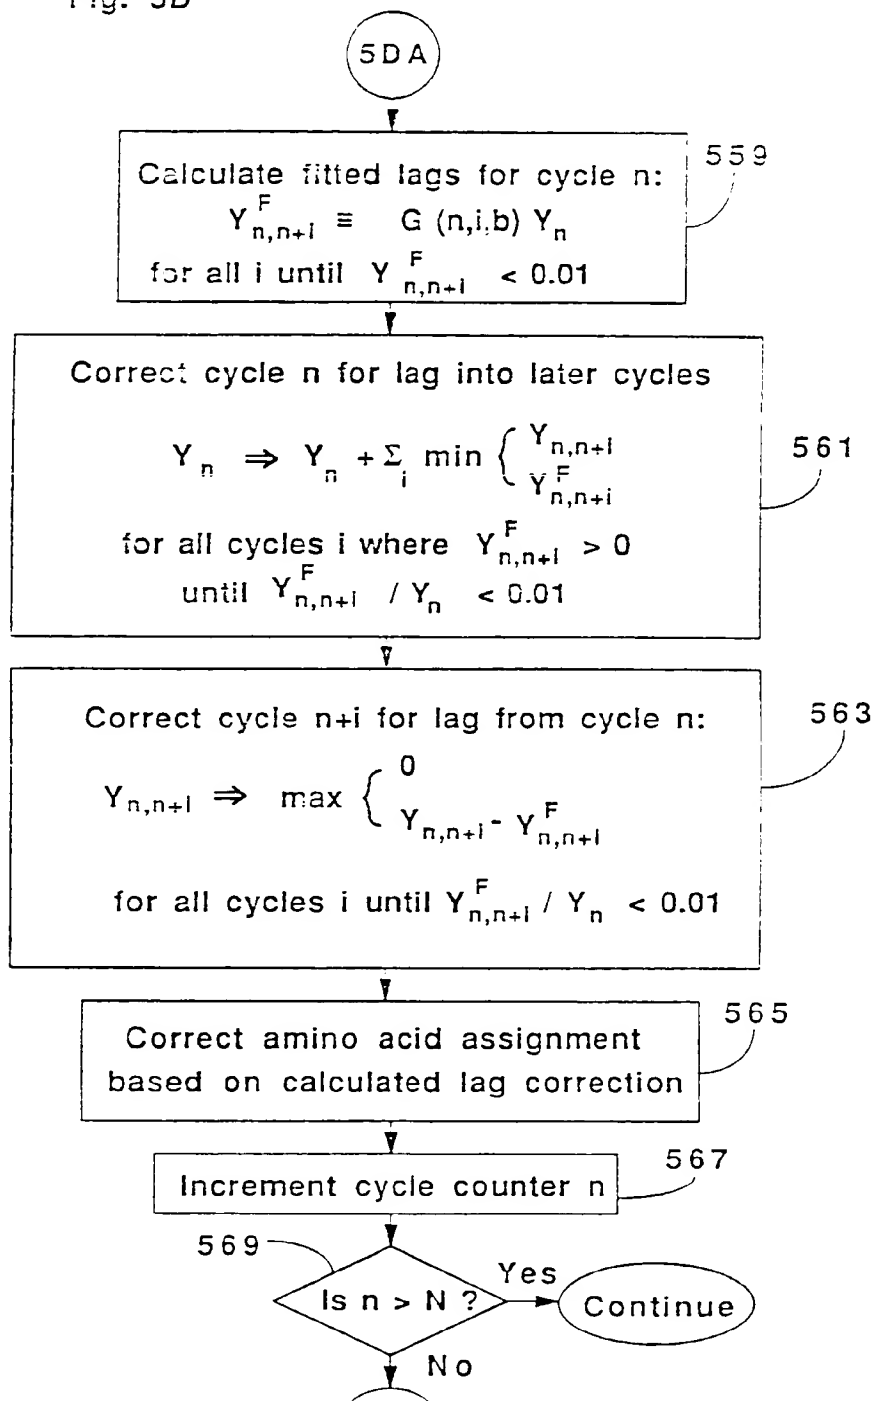 Fig. 5D
5DA
559
Calculate fitted lags for cycle n:
Y^F_{n,n+i} ≡ G (n,i,b) Y_n
for all i until Y^F_{n,n+i} < 0.01
Correct cycle n for lag into later cycles
561
Y_n ⇒ Y_n + Σ_i min { Y_{n,n+i}
Y^F_{n,n+i}
for all cycles i where Y^F_{n,n+i} > 0
until Y^F_{n,n+i} / Y_n < 0.01
563
Correct cycle n+i for lag from cycle n:
Y_{n,n+i} ⇒ max { 0
Y_{n,n+i} - Y^F_{n,n+i}
for all cycles i until Y^F_{n,n+i} / Y_n < 0.01
565
Correct amino acid assignment
based on calculated lag correction
567
Increment cycle counter n
569
Is n > N ?
Yes
Continue
No